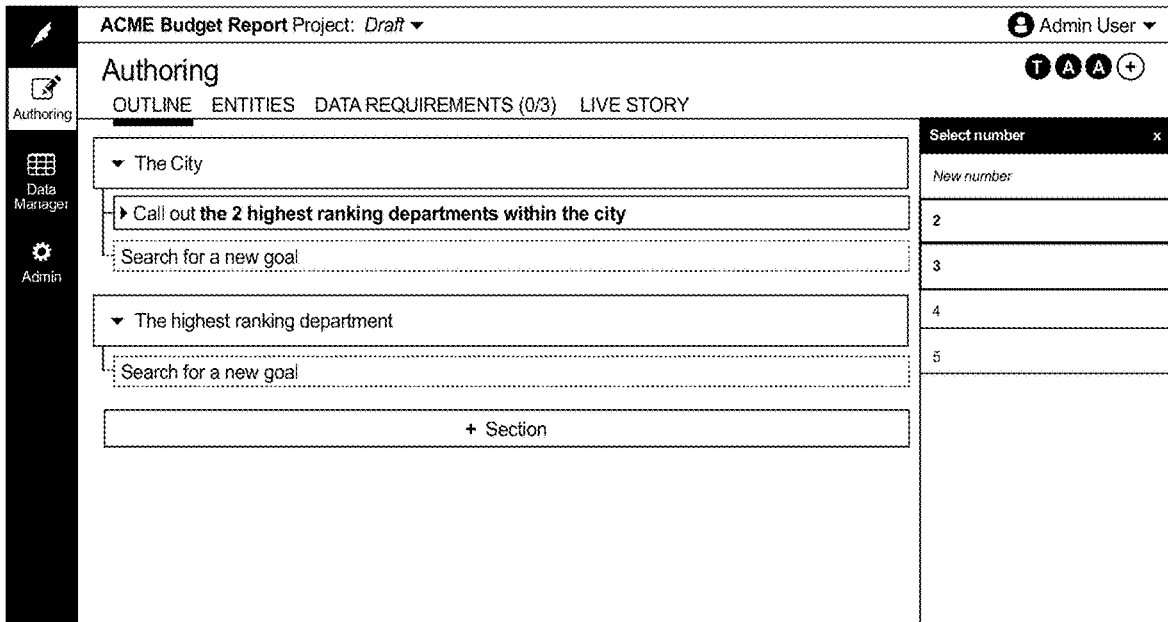 ACME Budget Report Project: Draft
Admin User
Authoring
T A A +
OUTLINE ENTITIES DATA REQUIREMENTS (0/3) LIVE STORY
Authoring
Data
Manager
Admin
The City
Call out the 2 highest ranking departments within the city
Search for a new goal
The highest ranking department
Search for a new goal
+ Section
Select number x
New number
2
3
4
5